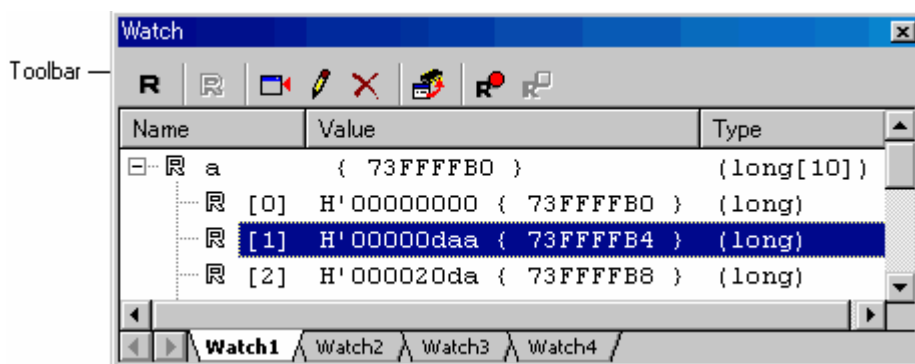 Watch
Toolbar
R R R R
Name Value Type
R a { 73FFFFB0 } (long[10])
R [0] H'00000000 { 73FFFFB0 } (long)
R [1] H'00000daa { 73FFFFB4 } (long)
R [2] H'000020da { 73FFFFB8 } (long)
Watch1 Watch2 Watch3 Watch4